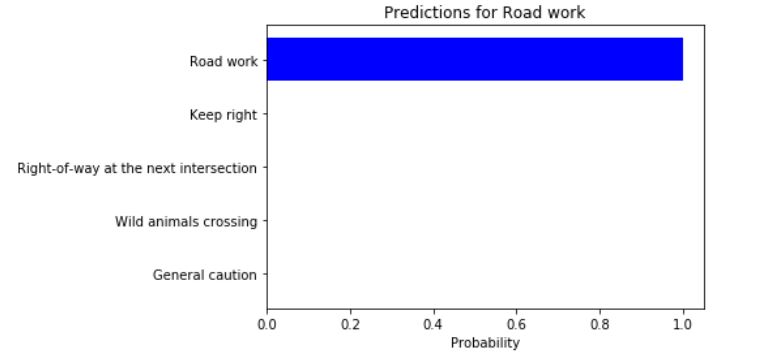 Predictions for Road work
Road work
Keep right
Right-of-way at the next intersection
Wild animals crossing
General caution
0.0 0.2 0.4 0.6 0.8 1.0
Probability